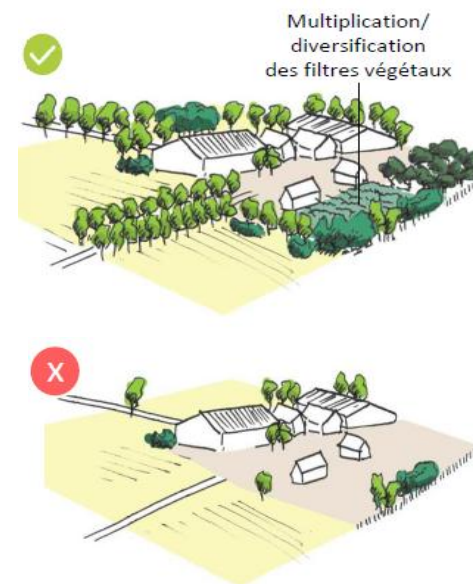 Multiplication/
diversification
des filtres végétaux
X